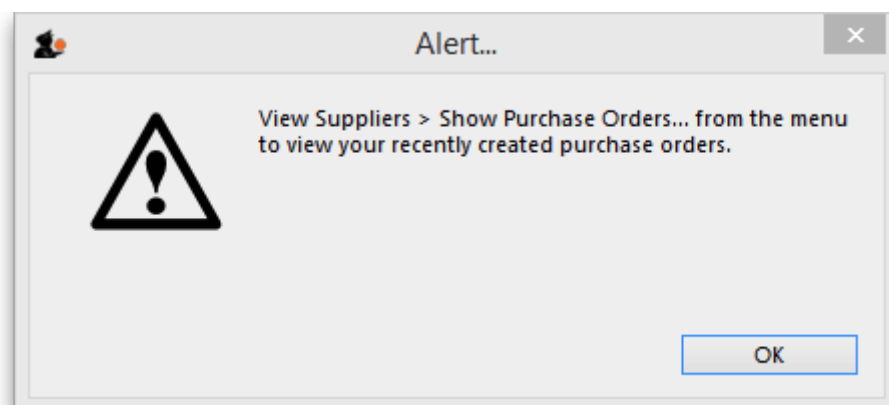 Alert...
View Suppliers > Show Purchase Orders... from the menu
to view your recently created purchase orders.
OK